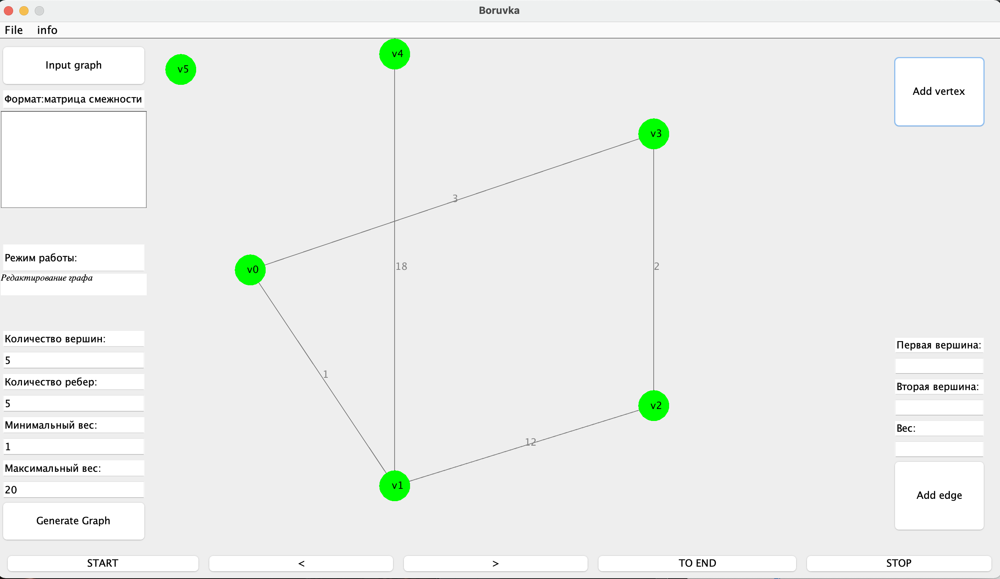 Boruvka
File info
Input graph
Формат:матрица смежности
Режим работы:
Редактирование графа
Количество вершин:
5
Количество ребер:
5
Минимальный вес:
1
Максимальный вес:
20
Generate Graph
v5
v4
v3
3
v0
18
2
1
v2
12
v1
Add vertex
Первая вершина:
Вторая вершина:
Вес:
Add edge
START < > TO END STOP